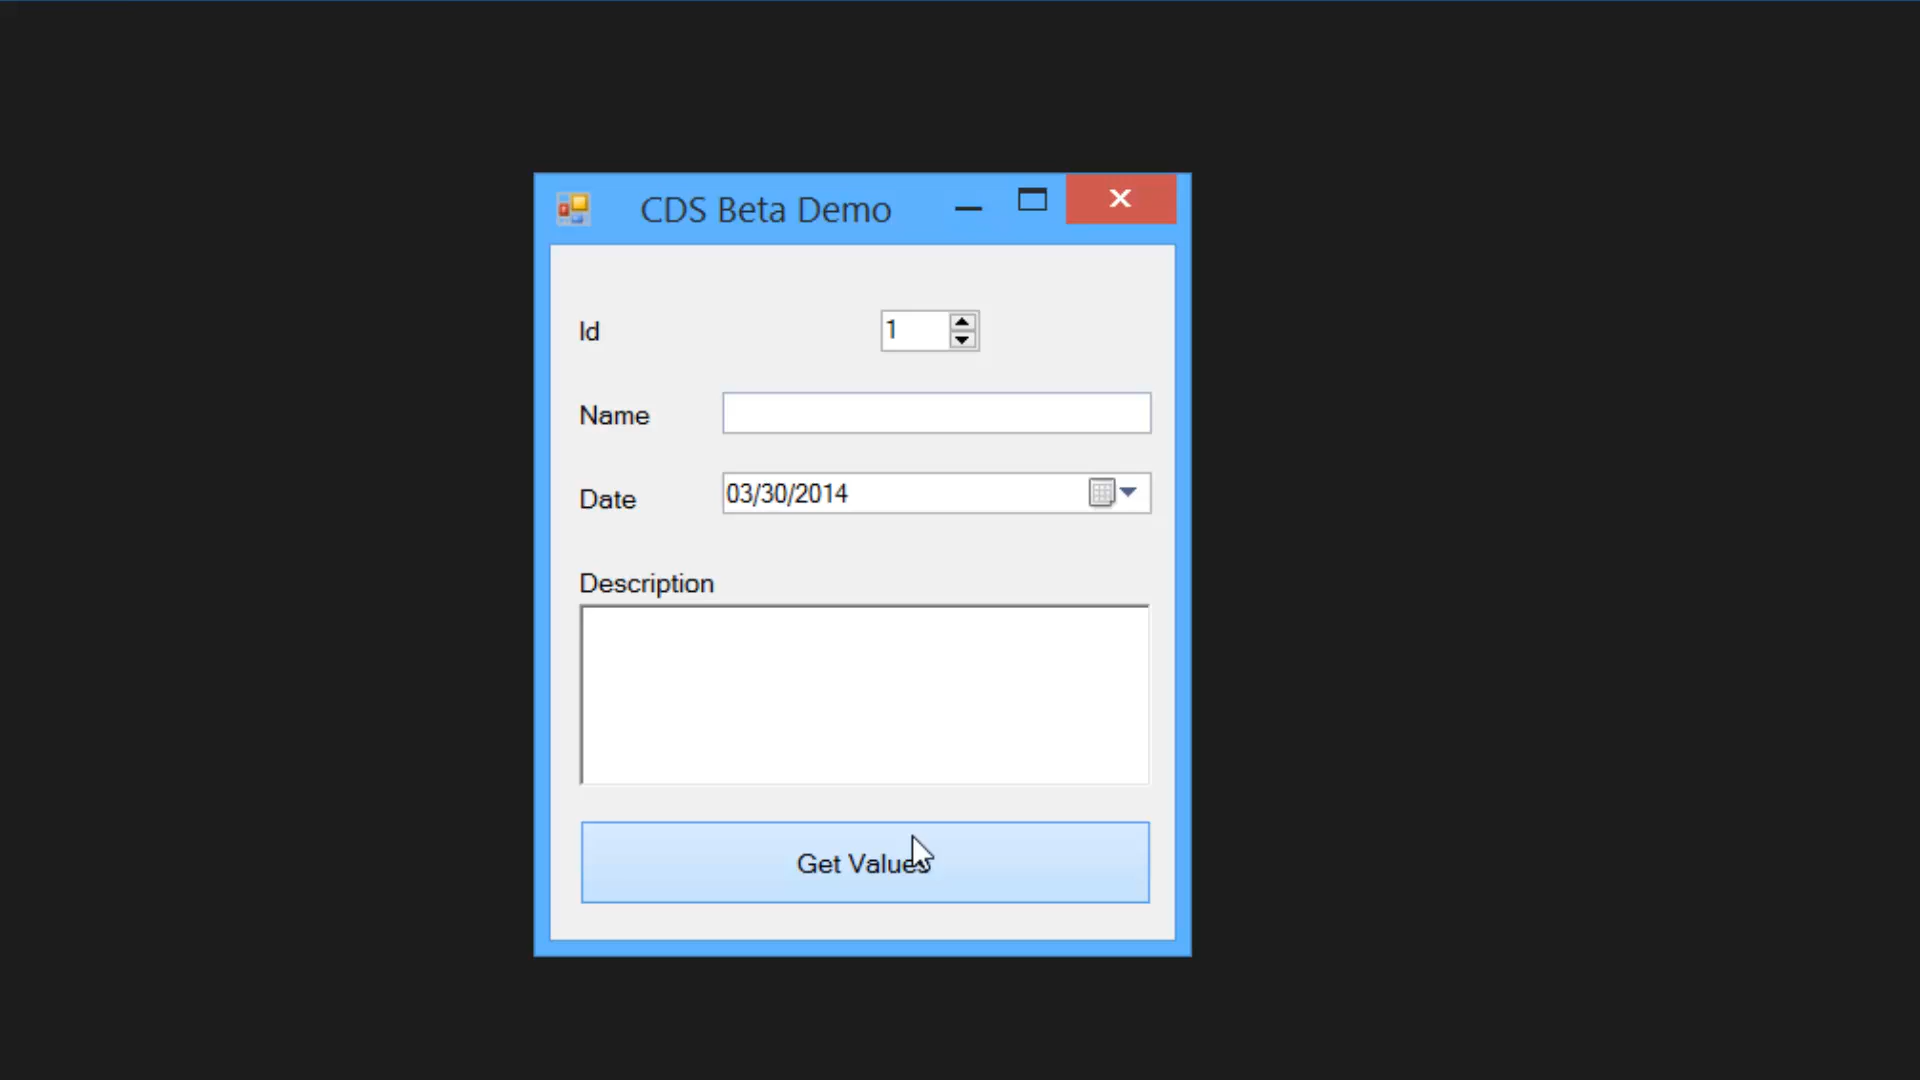 CDS Beta Demo
Id 1
Name
Date 03/30/2014
Description
Get Values